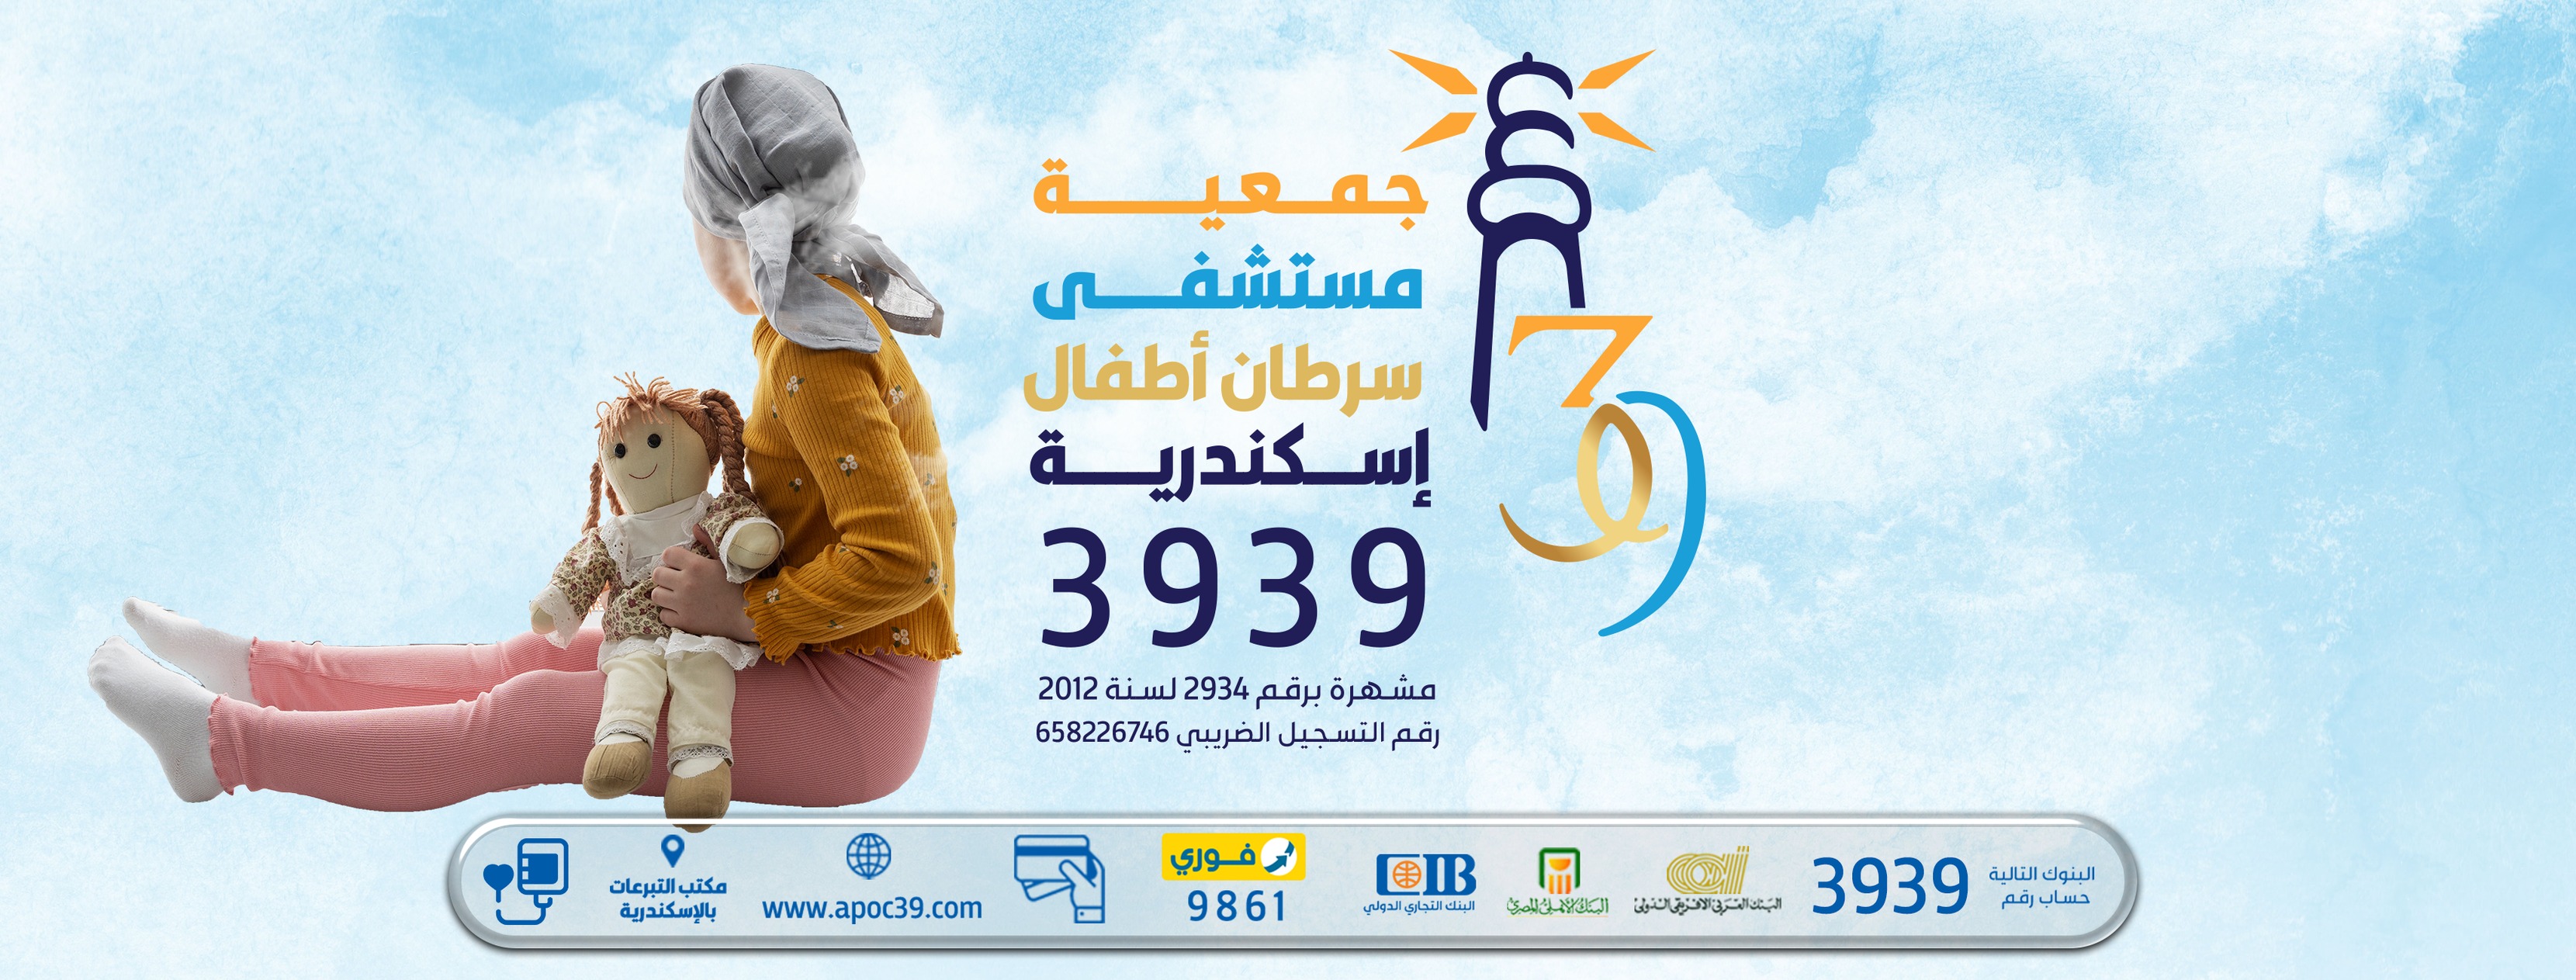 جمعية
مستشفى
سرطان أطفال
إسكندرية
3939
مشهرة برقم 2934 لسنة 2012
رقم التسجيل الضريبي 658226746
39
البنوك التالية
حساب رقم
3939
البنك العربي الافريقي الدولي
البنك الأهلي المصري
CIB
البنك التجاري الدولي
فوري
9861
www.apoc39.com
مكتب التبرعات
بالإسكندرية